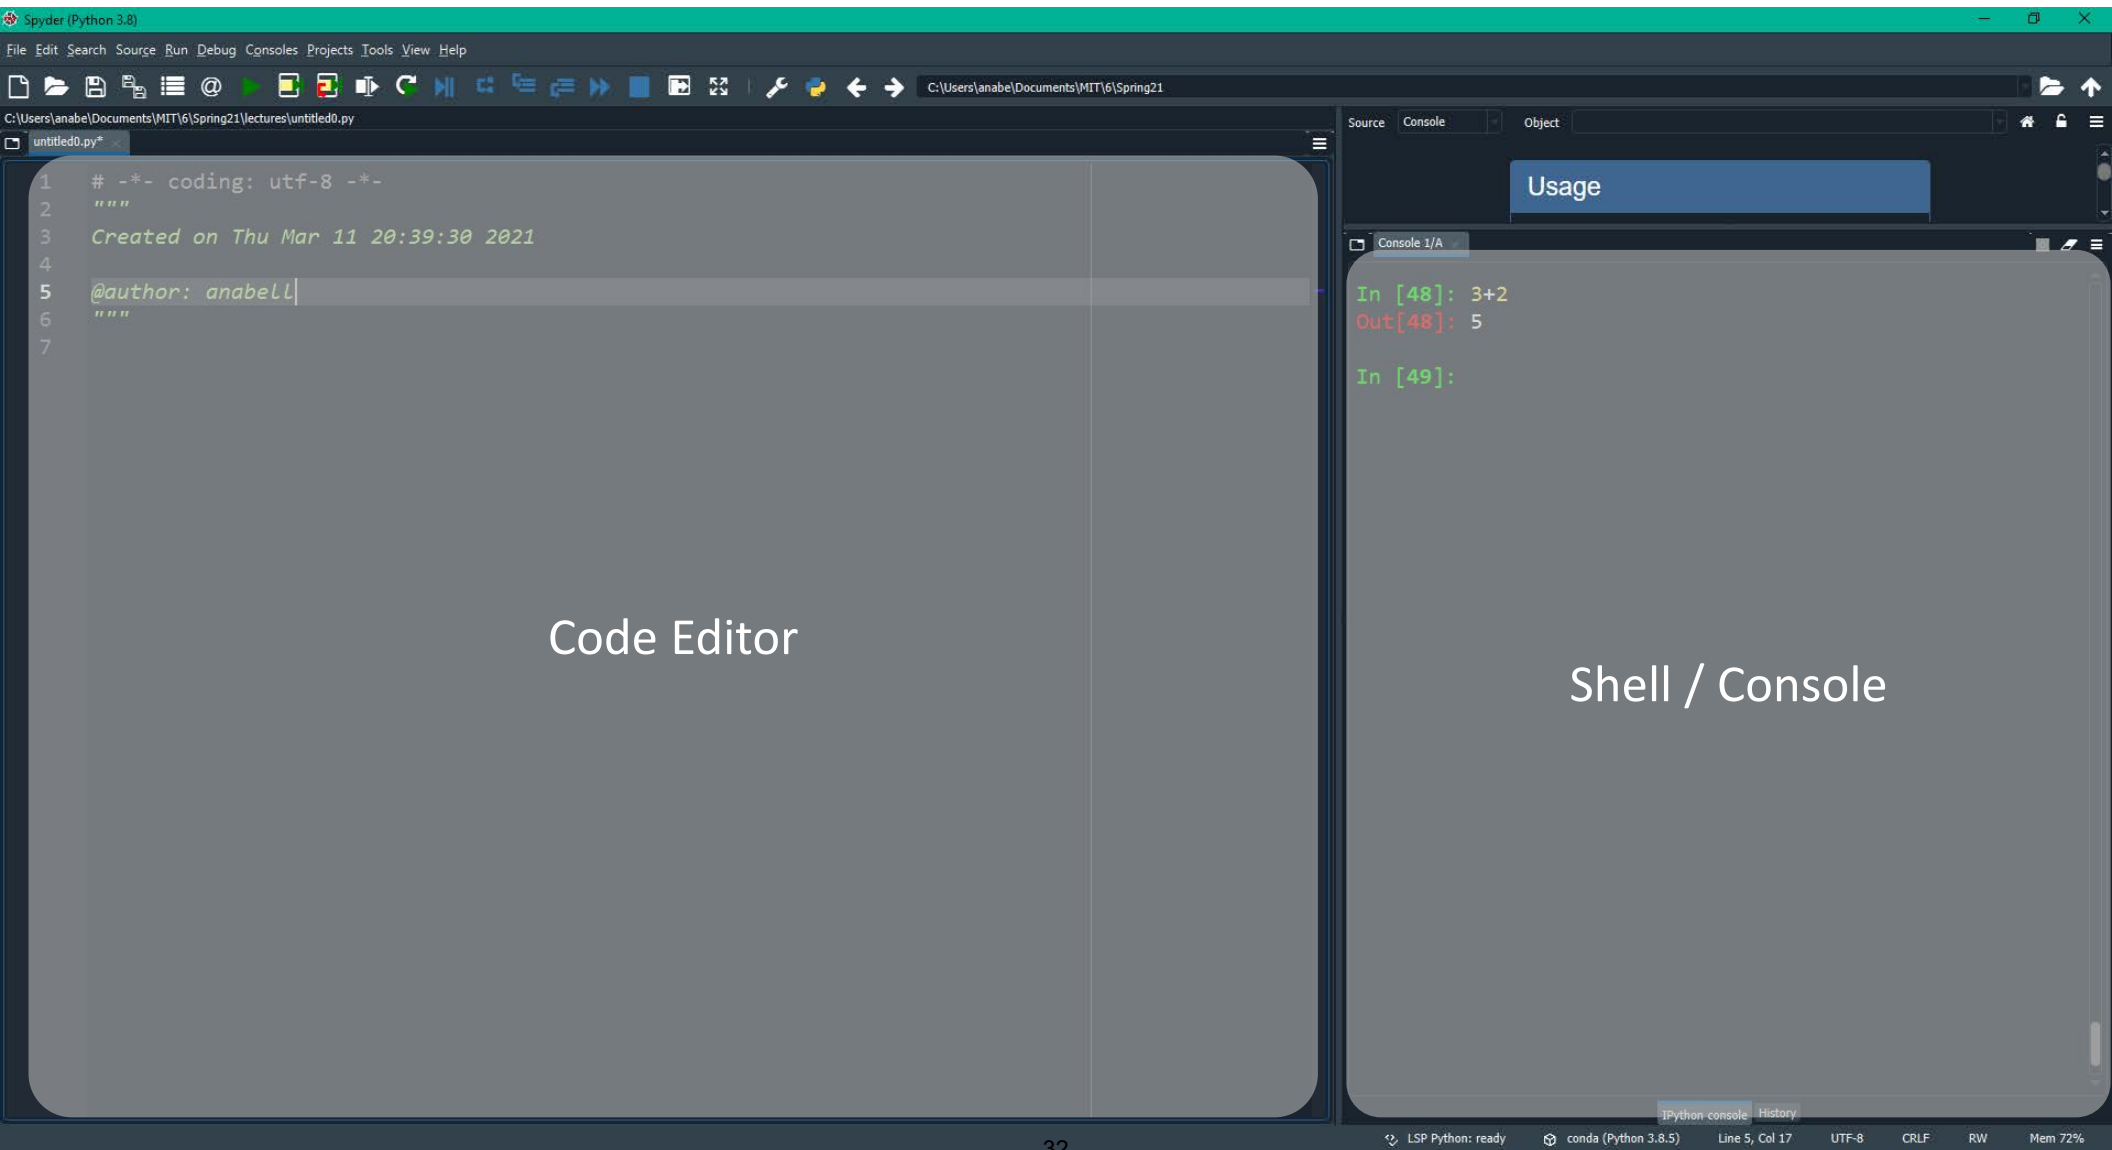 Spyder (Python 3.8)
File Edit Search Source Run Debug Consoles Projects Tools View Help
C:\Users\anabe\Documents\MIT\6\Spring21
C:\Users\anabe\Documents\MIT\6\Spring21\lectures\untitled0.py
untitled0.py*
1 # -*- coding: utf-8 -*-
2 """
3 Created on Thu Mar 11 20:39:30 2021
4
5 @author: anabell
6 """
7
Code Editor
Source Console Object
Usage
Console 1/A
In [48]: 3+2
Out[48]: 5
In [49]:
Shell / Console
IPython console History
32
LSP Python: ready conda (Python 3.8.5) Line 5, Col 17 UTF-8 CRLF RW Mem 72%